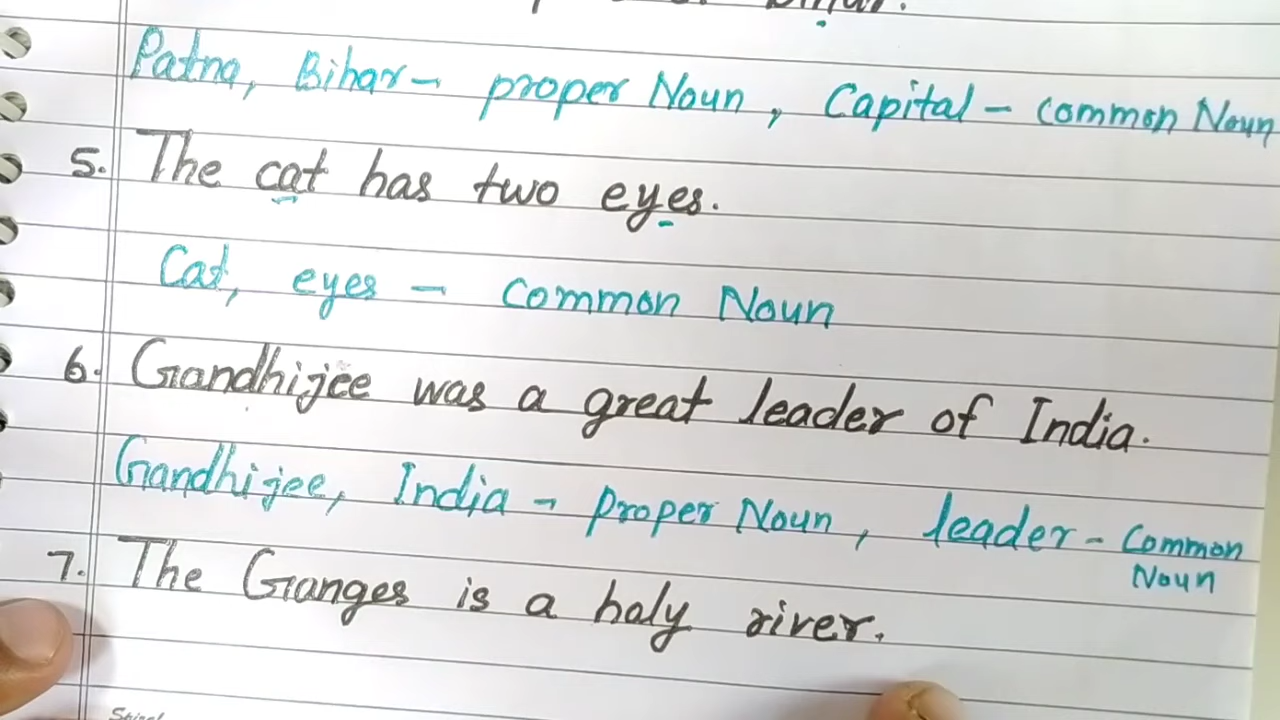 Bihar.
Patna, Bihar - proper Noun, Capital - common Noun
5. The cat has two eyes.
Cat, eyes - common Noun
6. Gandhijee was a great leader of India.
Gandhijee, India - Proper Noun, leader - Common
Noun
7. The Ganges is a holy river.